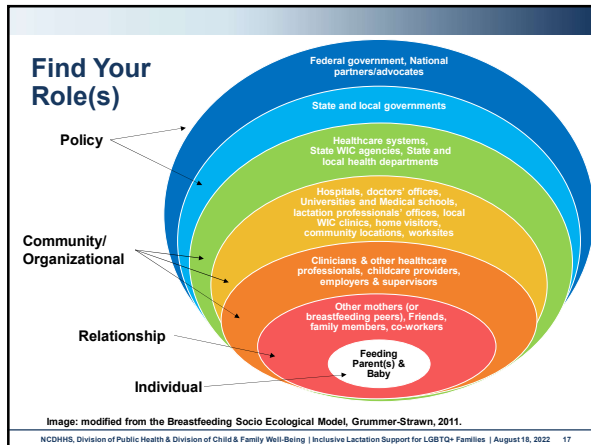 Find Your
Role(s)
Federal government, National
partners/advocates
State and local governments
Policy
Healthcare systems,
State WIC agencies, State and
local health departments
Hospitals, doctors' offices,
Universities and Medical schools,
lactation professionals' offices, local
WIC clinics, home visitors,
community locations, worksites
Community/
Organizational
Clinicians & other healthcare
professionals, childcare providers,
employers & supervisors
Other mothers (or
breastfeeding peers), Friends,
family members, co-workers
Relationship
Feeding
Parent(s) &
Baby
Individual
Image: modified from the Breastfeeding Socio Ecological Model, Grummer-Strawn, 2011.
NCDHHS, Division of Public Health & Division of Child & Family Well-Being | Inclusive Lactation Support for LGBTQ+ Families | August 18, 2022 17